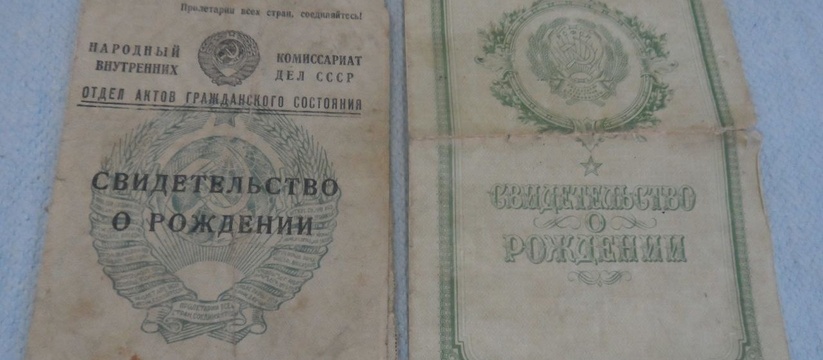 Пролетарии всех стран, соединяйтесь!
НАРОДНЫЙ КОМИССАРИАТ
ВНУТРЕННИХ ДЕЛ СССР
ОТДЕЛ АКТОВ ГРАЖДАНСКОГО СОСТОЯНИЯ
СВИДЕТЕЛЬСТВО
О РОЖДЕНИИ
СВИДЕТЕЛЬСТВО
О
РОЖДЕНИИ